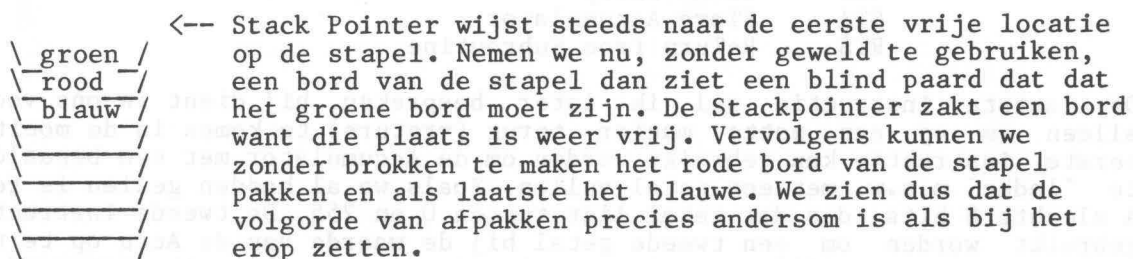 <-- Stack Pointer wijst steeds naar de eerste vrije locatie
\_ groen _/ op de stapel. Nemen we nu, zonder geweld te gebruiken,
\_ rood _/ een bord van de stapel dan ziet een blind paard dat dat
\_ blauw _/ het groene bord moet zijn. De Stackpointer zakt een bord
want die plaats is weer vrij. Vervolgens kunnen we
zonder brokken te maken het rode bord van de stapel
pakken en als laatste het blauwe. We zien nu dat de
volgorde van afpakken precies andersom is als bij het
erop zetten.